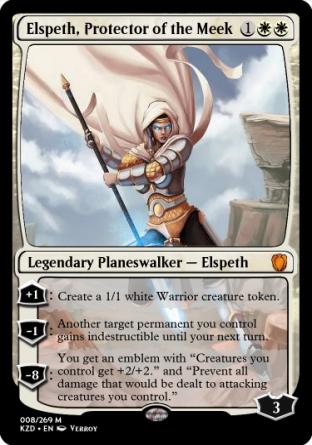 Elspeth, Protector of the Meek 1
Legendary Planeswalker — Elspeth
+1: Create a 1/1 white Warrior creature token.
-1: Another target permanent you control
gains indestructible until your next turn.
-8: You get an emblem with “Creatures you
control get +2/+2.” and “Prevent all
damage that would be dealt to attacking
creatures you control.”
3
008/269 M
KZD • EN Yerroy